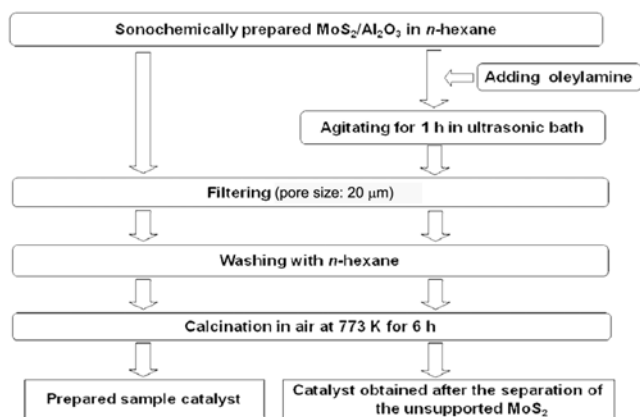 Sonochemically prepared MoS₂/Al₂O₃ in n-hexane
Adding oleylamine
Agitating for 1 h in ultrasonic bath
Filtering (pore size: 20 μm)
Washing with n-hexane
Calcination in air at 773 K for 6 h
Prepared sample catalyst
Catalyst obtained after the separation of
the unsupported MoS₂